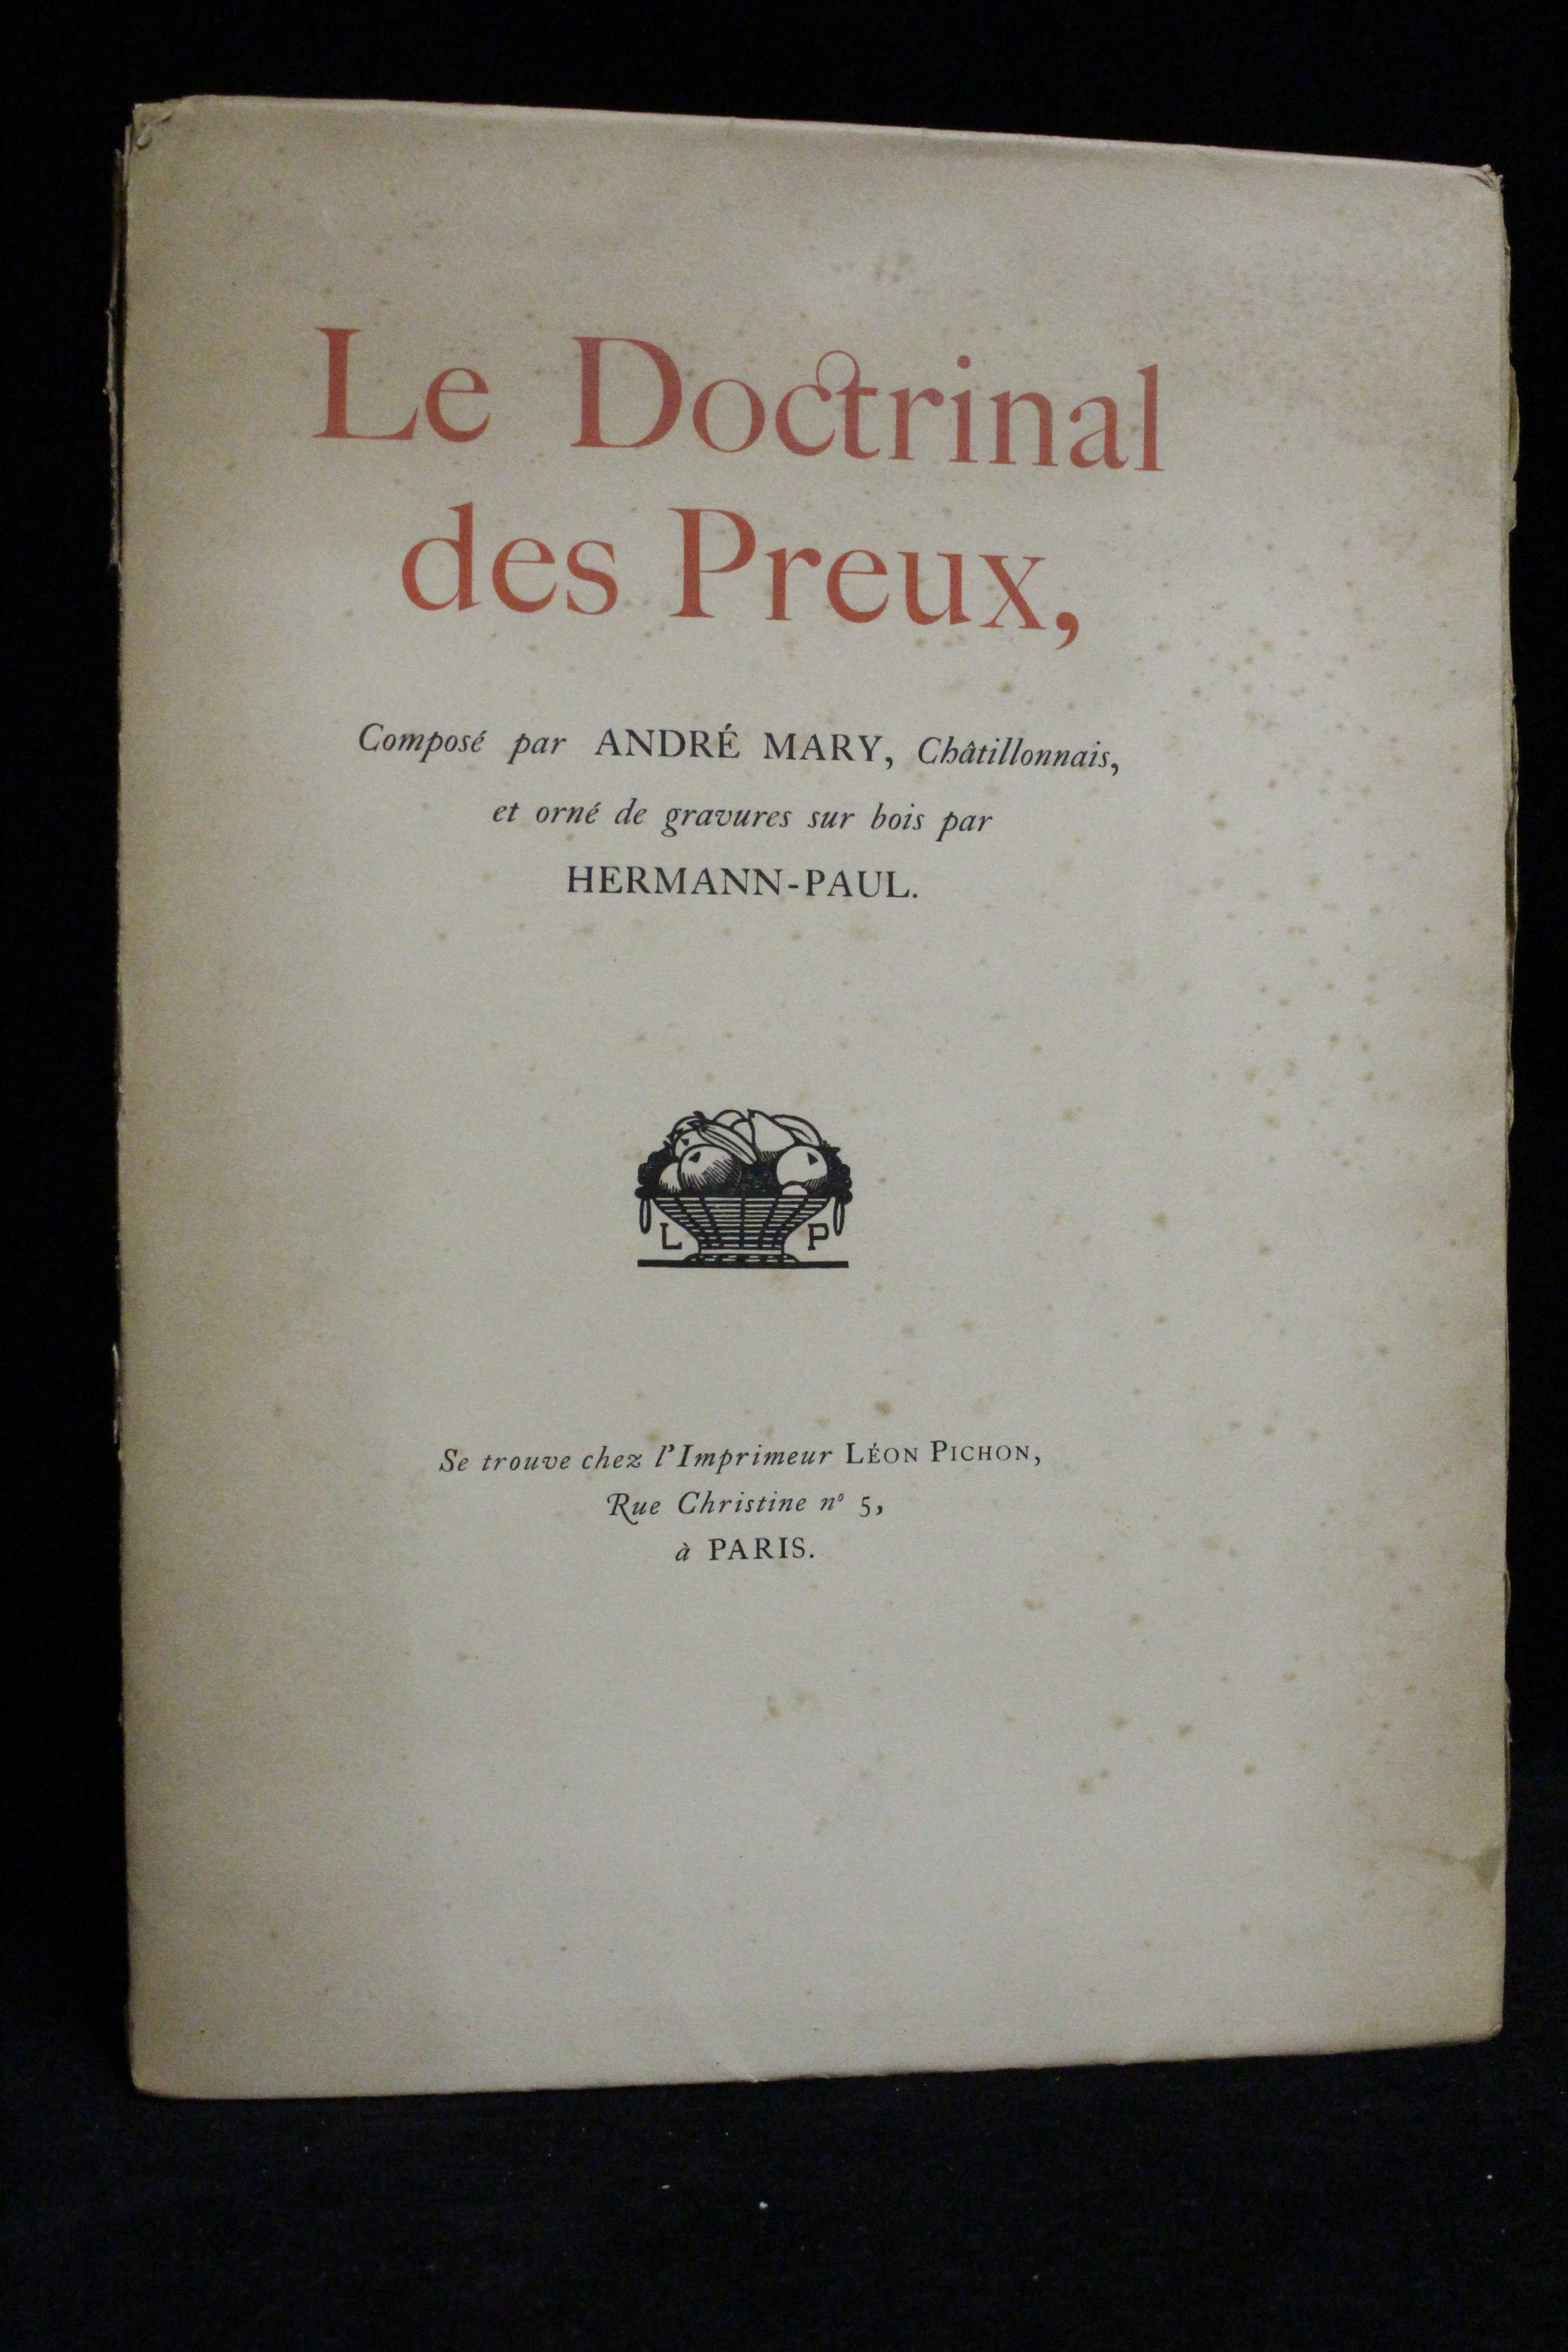 Le Doctrinal
des Preux,
Composé par ANDRÉ MARY, Châtillonnais,
et orné de gravures sur bois par
HERMANN-PAUL.
L P
Se trouve chez l'Imprimeur LÉON PICHON,
Rue Christine nº 5,
à PARIS.